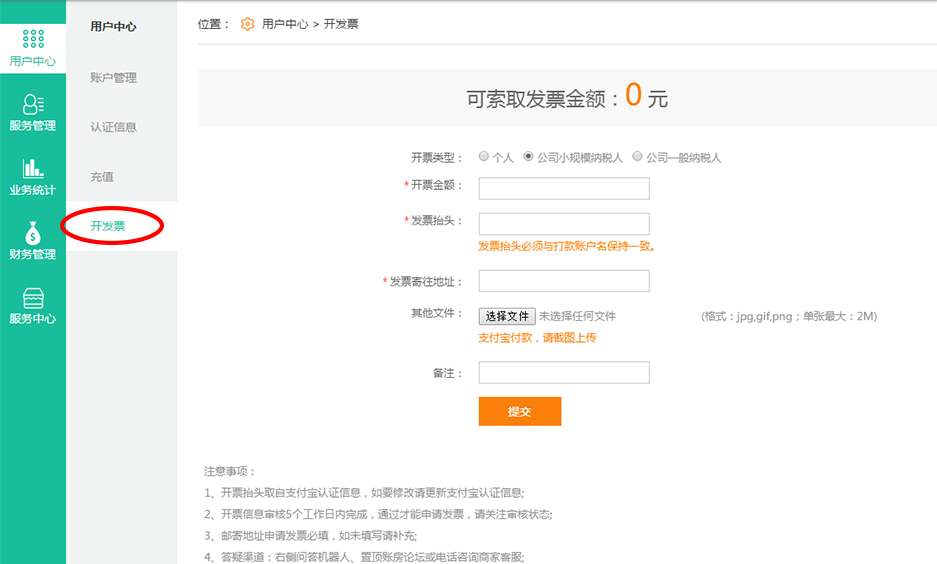 用户中心
服务管理
业务统计
财务管理
服务中心
用户中心
账户管理
认证信息
充值
开发票
位置： 用户中心 > 开发票
可索取发票金额：0 元
开票类型： 个人 公司小规模纳税人 公司一般纳税人
*开票金额：
*发票抬头：
发票抬头必须与打款账户名保持一致。
*发票寄往地址：
其他文件： 选择文件 未选择任何文件 (格式：jpg,gif,png；单张最大：2M)
支付宝付款，请截图上传
备注：
提交
注意事项：
1、开票抬头取自支付宝认证信息，如要修改请更新支付宝认证信息;
2、开票信息审核5个工作日内完成，通过才能申请发票，请关注审核状态;
3、邮寄地址申请发票必填，如未填写请补充;
4、答疑渠道：右侧问答机器人、置顶账房论坛或电话咨询商家客服;